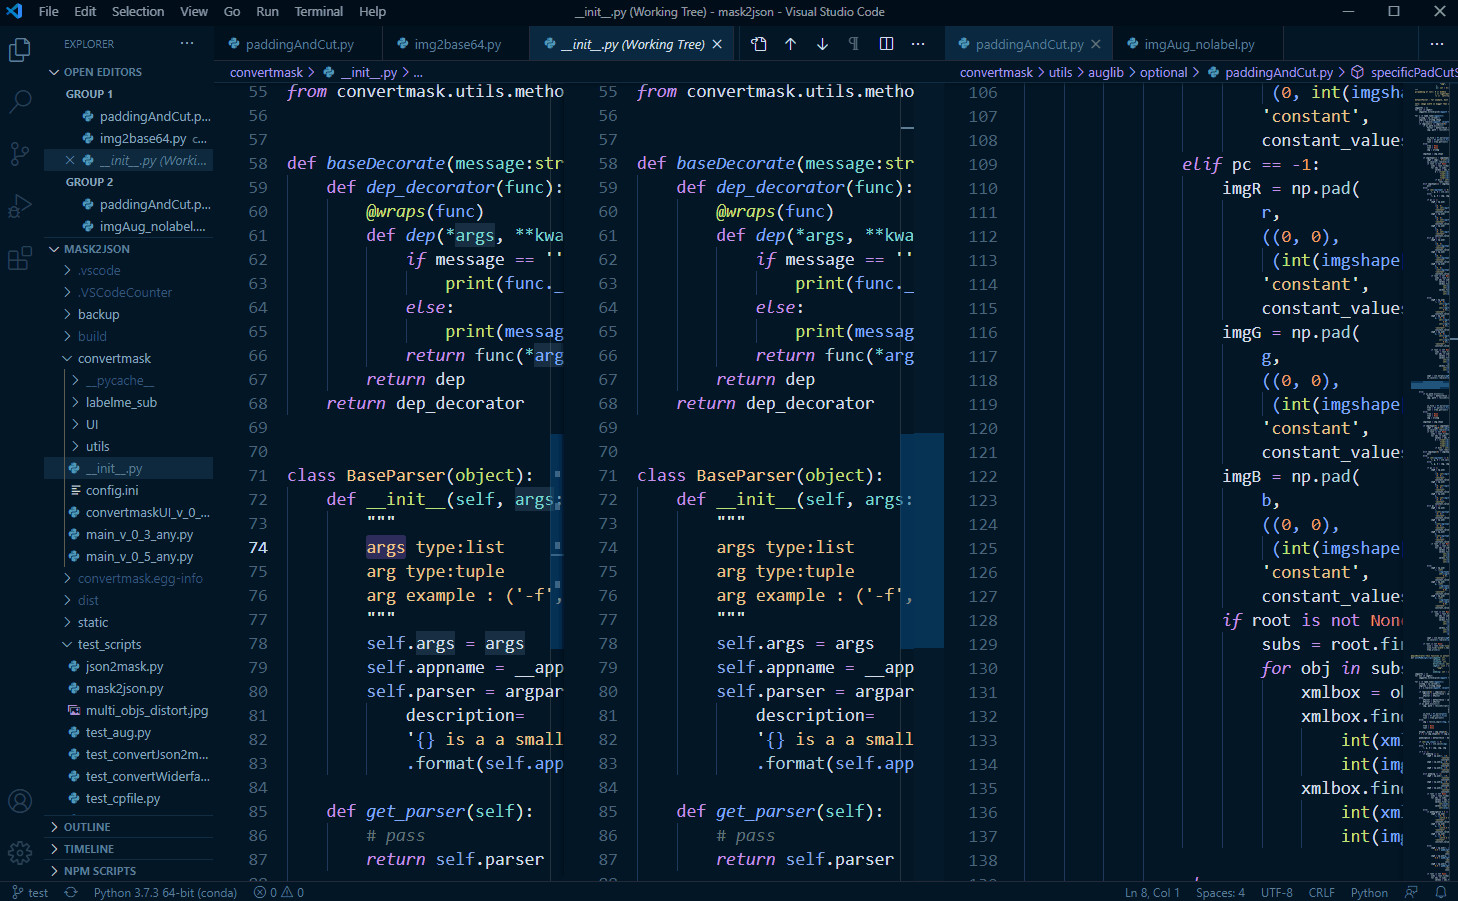 File Edit Selection View Go Run Terminal Help
__init__.py (Working Tree) - mask2json - Visual Studio Code
EXPLORER
OPEN EDITORS
GROUP 1
paddingAndCut.p...
img2base64.py c...
__init__.py (Worki...
GROUP 2
paddingAndCut.p...
imgAug_nolabel....
MASK2JSON
.vscode
.VSCodeCounter
backup
build
convertmask
__pycache__
labelme_sub
UI
utils
__init__.py
config.ini
convertmaskUI_v_0_...
main_v_0_3_any.py
main_v_0_5_any.py
convertmask.egg-info
dist
static
test_scripts
json2mask.py
mask2json.py
multi_objs_distort.jpg
test_aug.py
test_convertJson2m...
test_convertWiderfa...
test_cpfile.py
OUTLINE
TIMELINE
NPM SCRIPTS
paddingAndCut.py img2base64.py __init__.py (Working Tree)
convertmask > __init__.py > ...
55 from convertmask.utils.metho
56
57
58 def baseDecorate(message:str
59 def dep_decorator(func):
60 @wraps(func)
61 def dep(*args, **kwa
62 if message == ''
63 print(func._
64 else:
65 print(messag
66 return func(*arg
67 return dep
68 return dep_decorator
69
70
71 class BaseParser(object):
72 def __init__(self, args:
73 """
74 args type:list
75 arg type:tuple
76 arg example : ('-f',
77 """
78 self.args = args
79 self.appname = __app
80 self.parser = argpar
81 description=
82 '{} is a a small
83 .format(self.app
84
85 def get_parser(self):
86 # pass
87 return self.parser
55 from convertmask.utils.metho
56
57
58 def baseDecorate(message:str
59 def dep_decorator(func):
60 @wraps(func)
61 def dep(*args, **kwa
62 if message == ''
63 print(func._
64 else:
65 print(messag
66 return func(*arg
67 return dep
68 return dep_decorator
69
70
71 class BaseParser(object):
72 def __init__(self, args:
73 """
74 args type:list
75 arg type:tuple
76 arg example : ('-f',
77 """
78 self.args = args
79 self.appname = __app
80 self.parser = argpar
81 description=
82 '{} is a a small
83 .format(self.app
84
85 def get_parser(self):
86 # pass
87 return self.parser
paddingAndCut.py imgAug_nolabel.py
convertmask > utils > auglib > optional > paddingAndCut.py > specificPadCuts
106 (0, int(imgsha
107 'constant',
108 constant_values
109 elif pc == -1:
110 imgR = np.pad(
111 r,
112 ((0, 0),
113 (int(imgshape
114 'constant',
115 constant_values
116 imgG = np.pad(
117 g,
118 ((0, 0),
119 (int(imgshape
120 'constant',
121 constant_values
122 imgB = np.pad(
123 b,
124 ((0, 0),
125 (int(imgshape
126 'constant',
127 constant_values
128 if root is not None
129 subs = root.fin
130 for obj in subs
131 xmlbox = ob
132 xmlbox.find
133 int(xml
134 int(img
135 xmlbox.find
136 int(xml
137 int(img
138
test Python 3.7.3 64-bit (conda) 0 0
Ln 8, Col 1 Spaces: 4 UTF-8 CRLF Python